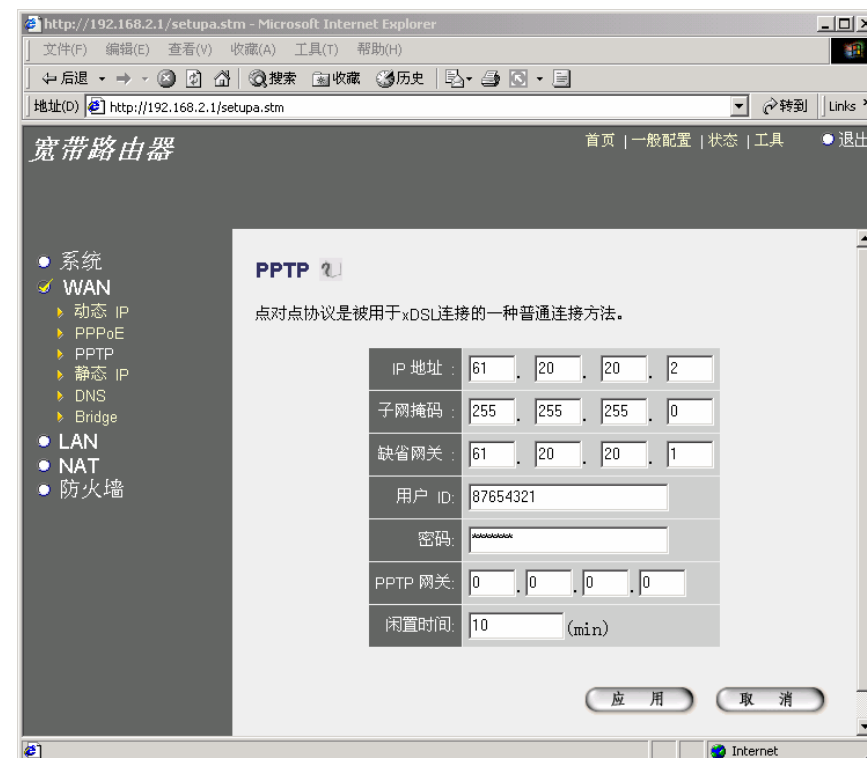 http://192.168.2.1/setupa.stm - Microsoft Internet Explorer
文件(F) 编辑(E) 查看(V) 收藏(A) 工具(T) 帮助(H)
后退 搜索 收藏 历史
地址(D) http://192.168.2.1/setupa.stm 转到 Links
宽带路由器
首页 | 一般配置 | 状态 | 工具 退出
系统
WAN
动态 IP
PPPoE
PPTP
静态 IP
DNS
Bridge
LAN
NAT
防火墙
PPTP
点对点协议是被用于xDSL连接的一种普通连接方法。
IP 地址 : 61 . 20 . 20 . 2
子网掩码 : 255 . 255 . 255 . 0
缺省网关 : 61 . 20 . 20 . 1
用户 ID: 87654321
密码: *******
PPTP 网关: 0 . 0 . 0 . 0
闲置时间: 10 (min)
应 用 取 消
Internet